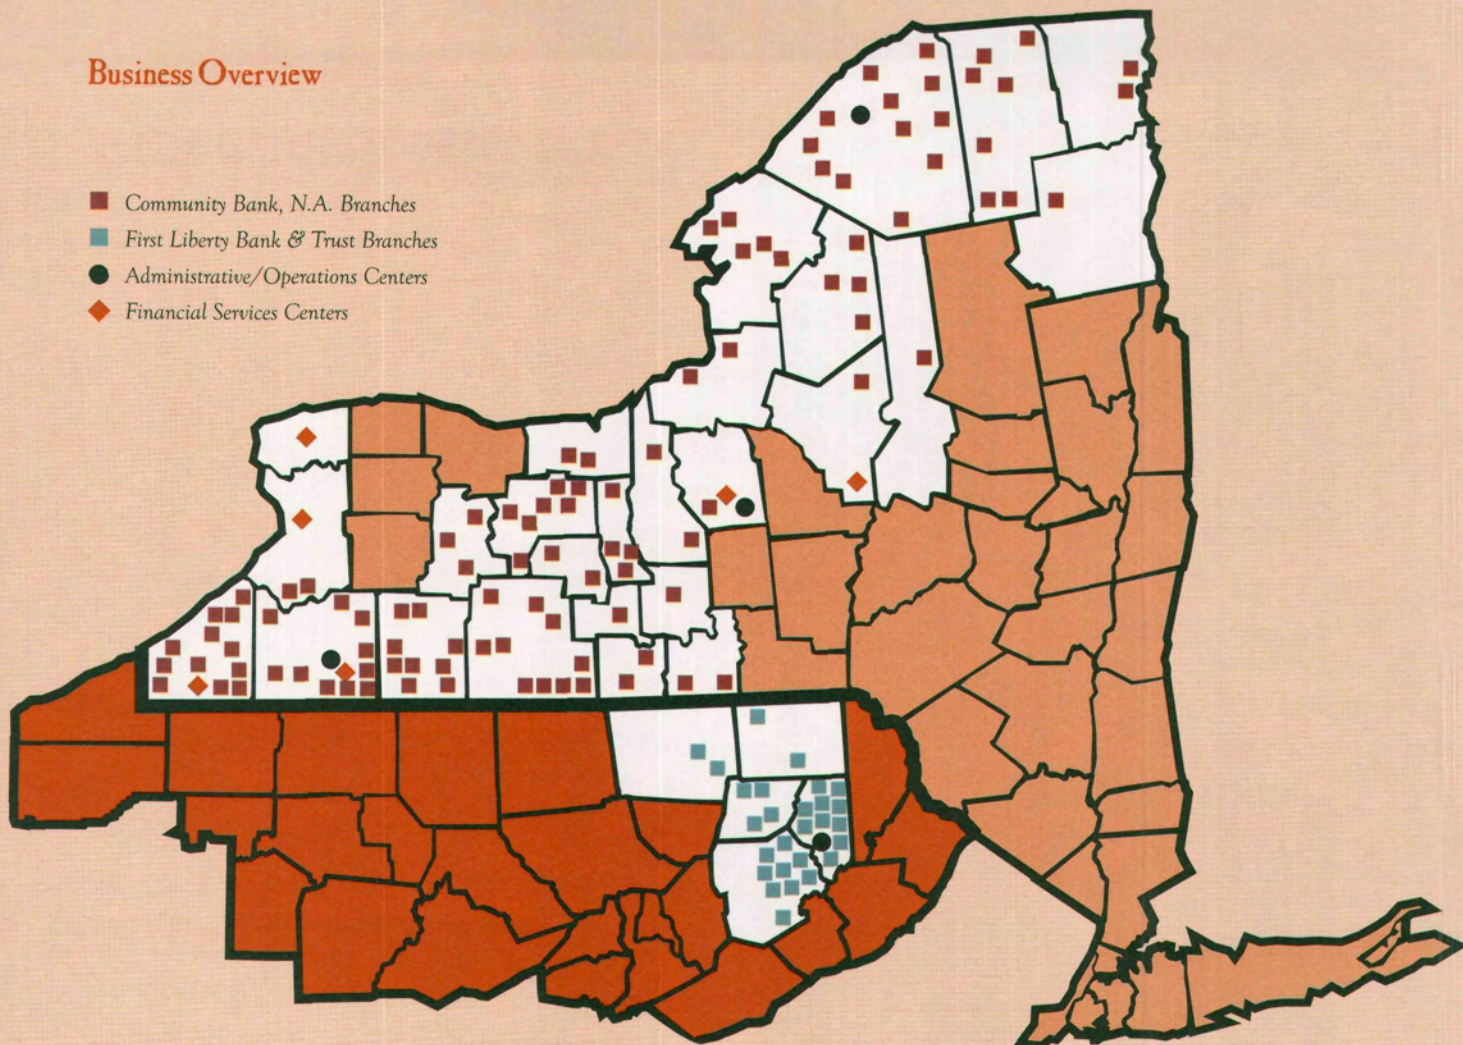 Business Overview
Community Bank, N.A. Branches
First Liberty Bank & Trust Branches
Administrative/Operations Centers
Financial Services Centers